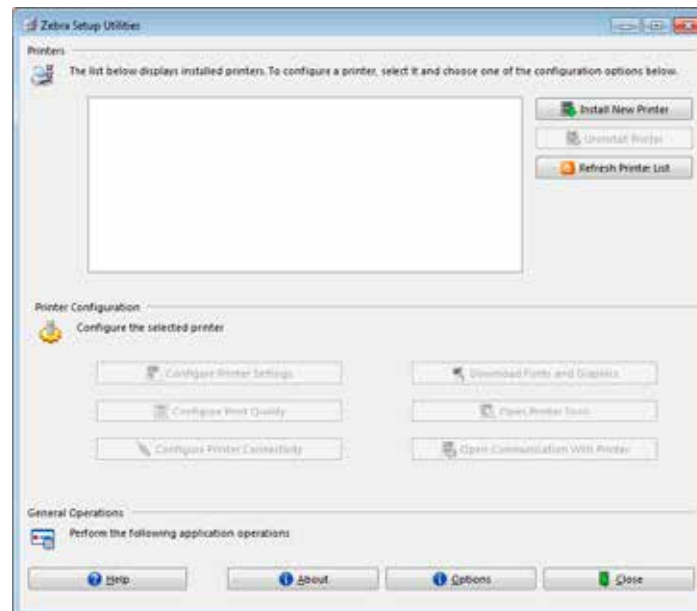 Zebra Setup Utilities
Printers
The list below displays installed printers. To configure a printer, select it and choose one of the configuration options below.
Install New Printer
Uninstall Printer
Refresh Printer List
Printer Configuration
Configure the selected printer
Configure Printer Settings
Download Fonts and Graphics
Configure Print Quality
Open Printer Tools
Configure Printer Connectivity
Open Communication With Printer
General Operations
Perform the following application operations
Help
About
Options
Close